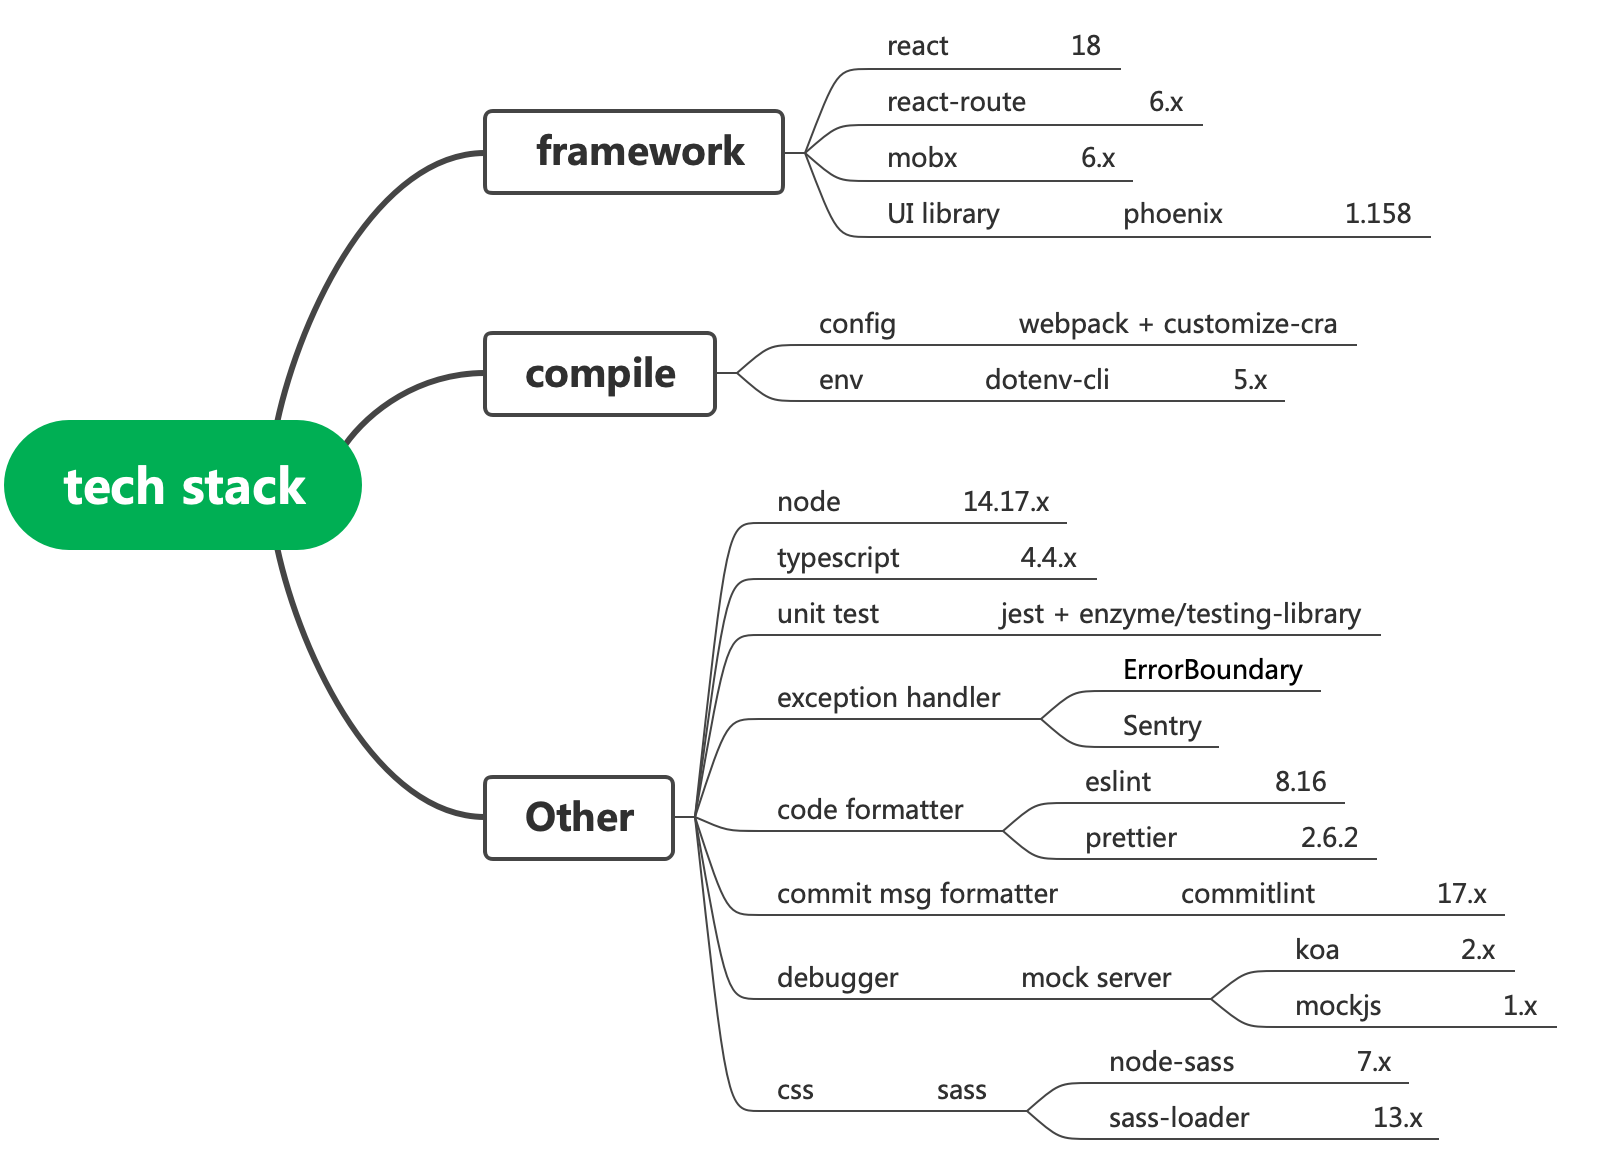 tech stack
framework
react 18
react-route 6.x
mobx 6.x
UI library phoenix 1.158
compile
config webpack + customize-cra
env dotenv-cli 5.x
Other
node 14.17.x
typescript 4.4.x
unit test jest + enzyme/testing-library
exception handler
ErrorBoundary
Sentry
code formatter
eslint 8.16
prettier 2.6.2
commit msg formatter commitlint 17.x
debugger mock server
koa 2.x
mockjs 1.x
css sass
node-sass 7.x
sass-loader 13.x